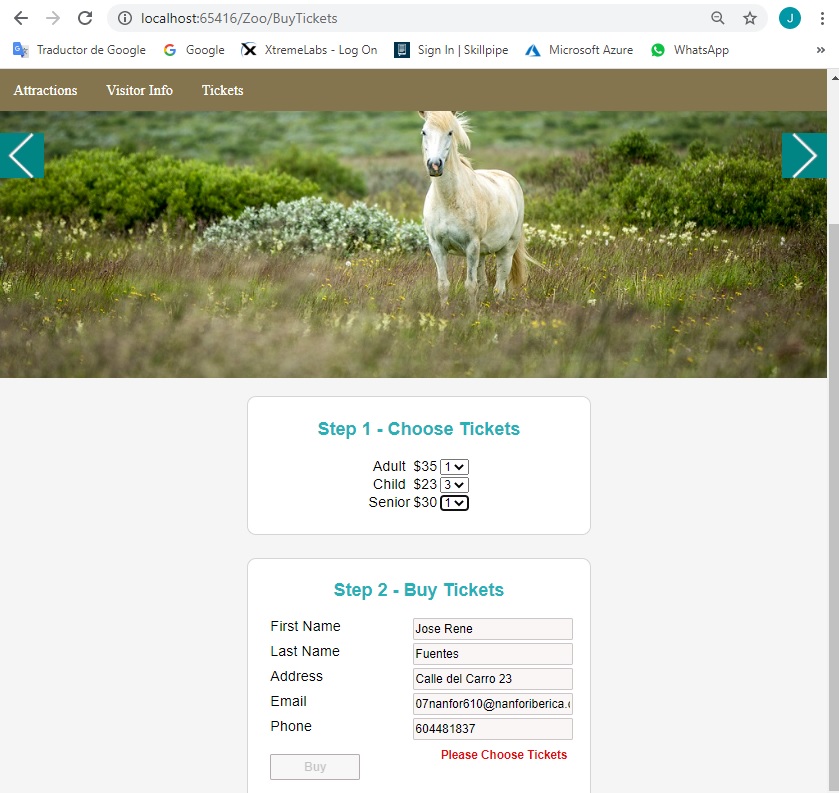 localhost:65416/Zoo/BuyTickets
J
Traductor de Google Google XtremeLabs - Log On Sign In | Skillpipe Microsoft Azure WhatsApp »
Attractions Visitor Info Tickets
Step 1 - Choose Tickets
Adult $35 1
Child $23 3
Senior $30 1
Step 2 - Buy Tickets
First Name Jose Rene
Last Name Fuentes
Address Calle del Carro 23
Email 07nanfor610@nanforiberica.
Phone 604481837
Please Choose Tickets
Buy